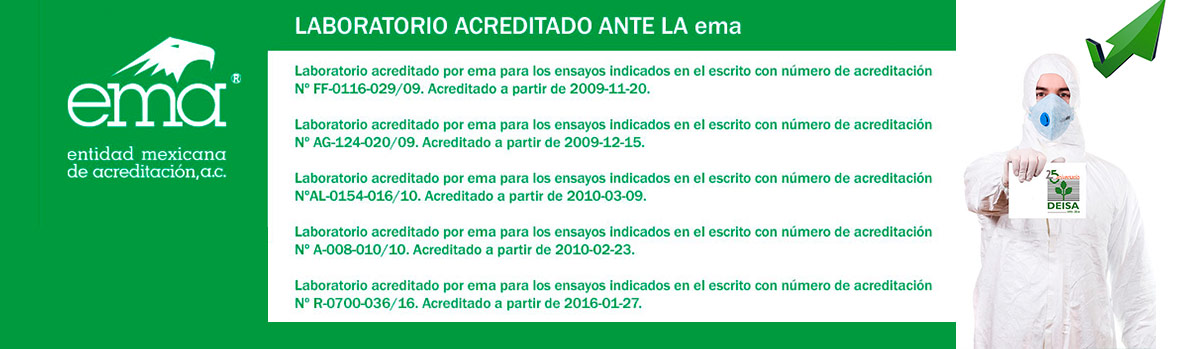 LABORATORIO ACREDITADO ANTE LA ema
ema®
entidad mexicana
de acreditación,a.c.
Laboratorio acreditado por ema para los ensayos indicados en el escrito con número de acreditación
Nº FF-0116-029/09. Acreditado a partir de 2009-11-20.
Laboratorio acreditado por ema para los ensayos indicados en el escrito con número de acreditación
Nº AG-124-020/09. Acreditado a partir de 2009-12-15.
Laboratorio acreditado por ema para los ensayos indicados en el escrito con número de acreditación
NºAL-0154-016/10. Acreditado a partir de 2010-03-09.
Laboratorio acreditado por ema para los ensayos indicados en el escrito con número de acreditación
Nº A-008-010/10. Acreditado a partir de 2010-02-23.
Laboratorio acreditado por ema para los ensayos indicados en el escrito con número de acreditación
Nº R-0700-036/16. Acreditado a partir de 2016-01-27.
25
DEISA